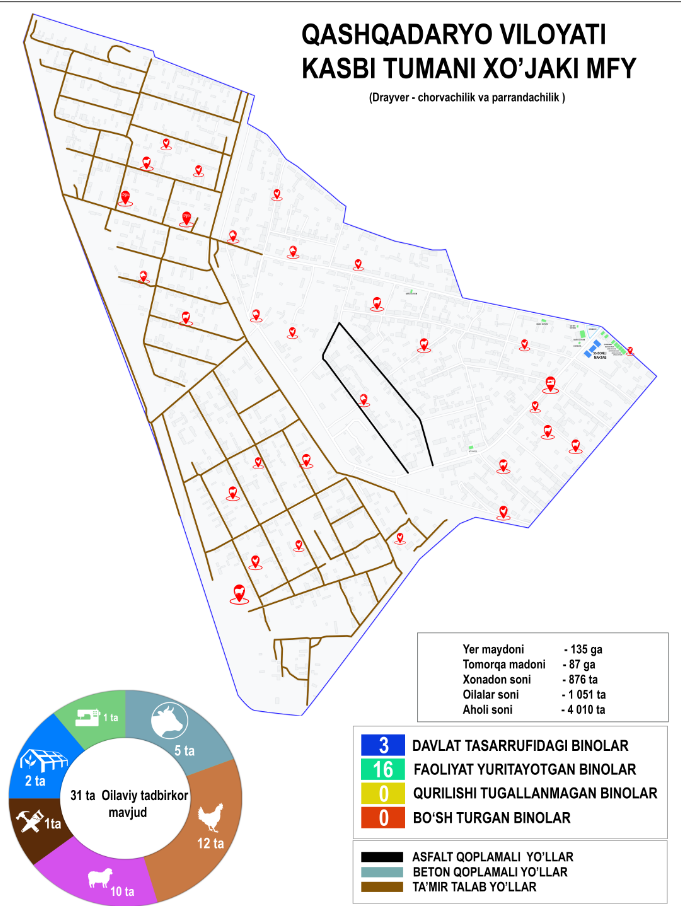 QASHQADARYO VILOYATI
KASBI TUMANI XO'JAKI MFY
(Drayver - chorvachilik va parrandachilik )
Yer maydoni - 135 ga
Tomorqa madoni - 87 ga
Xonadon soni - 876 ta
Oilalar soni - 1 051 ta
Aholi soni - 4 010 ta
1 ta
5 ta
2 ta
31 ta Oilaviy tadbirkor
mavjud
1ta
12 ta
10 ta
3 DAVLAT TASARRUFIDAGI BINOLAR
16 FAOLIYAT YURITAYOTGAN BINOLAR
0 QURILISHI TUGALLANMAGAN BINOLAR
0 BO‘SH TURGAN BINOLAR
ASFALT QOPLAMALI YO'LLAR
BETON QOPLAMALI YO'LLAR
TA'MIR TALAB YO'LLAR